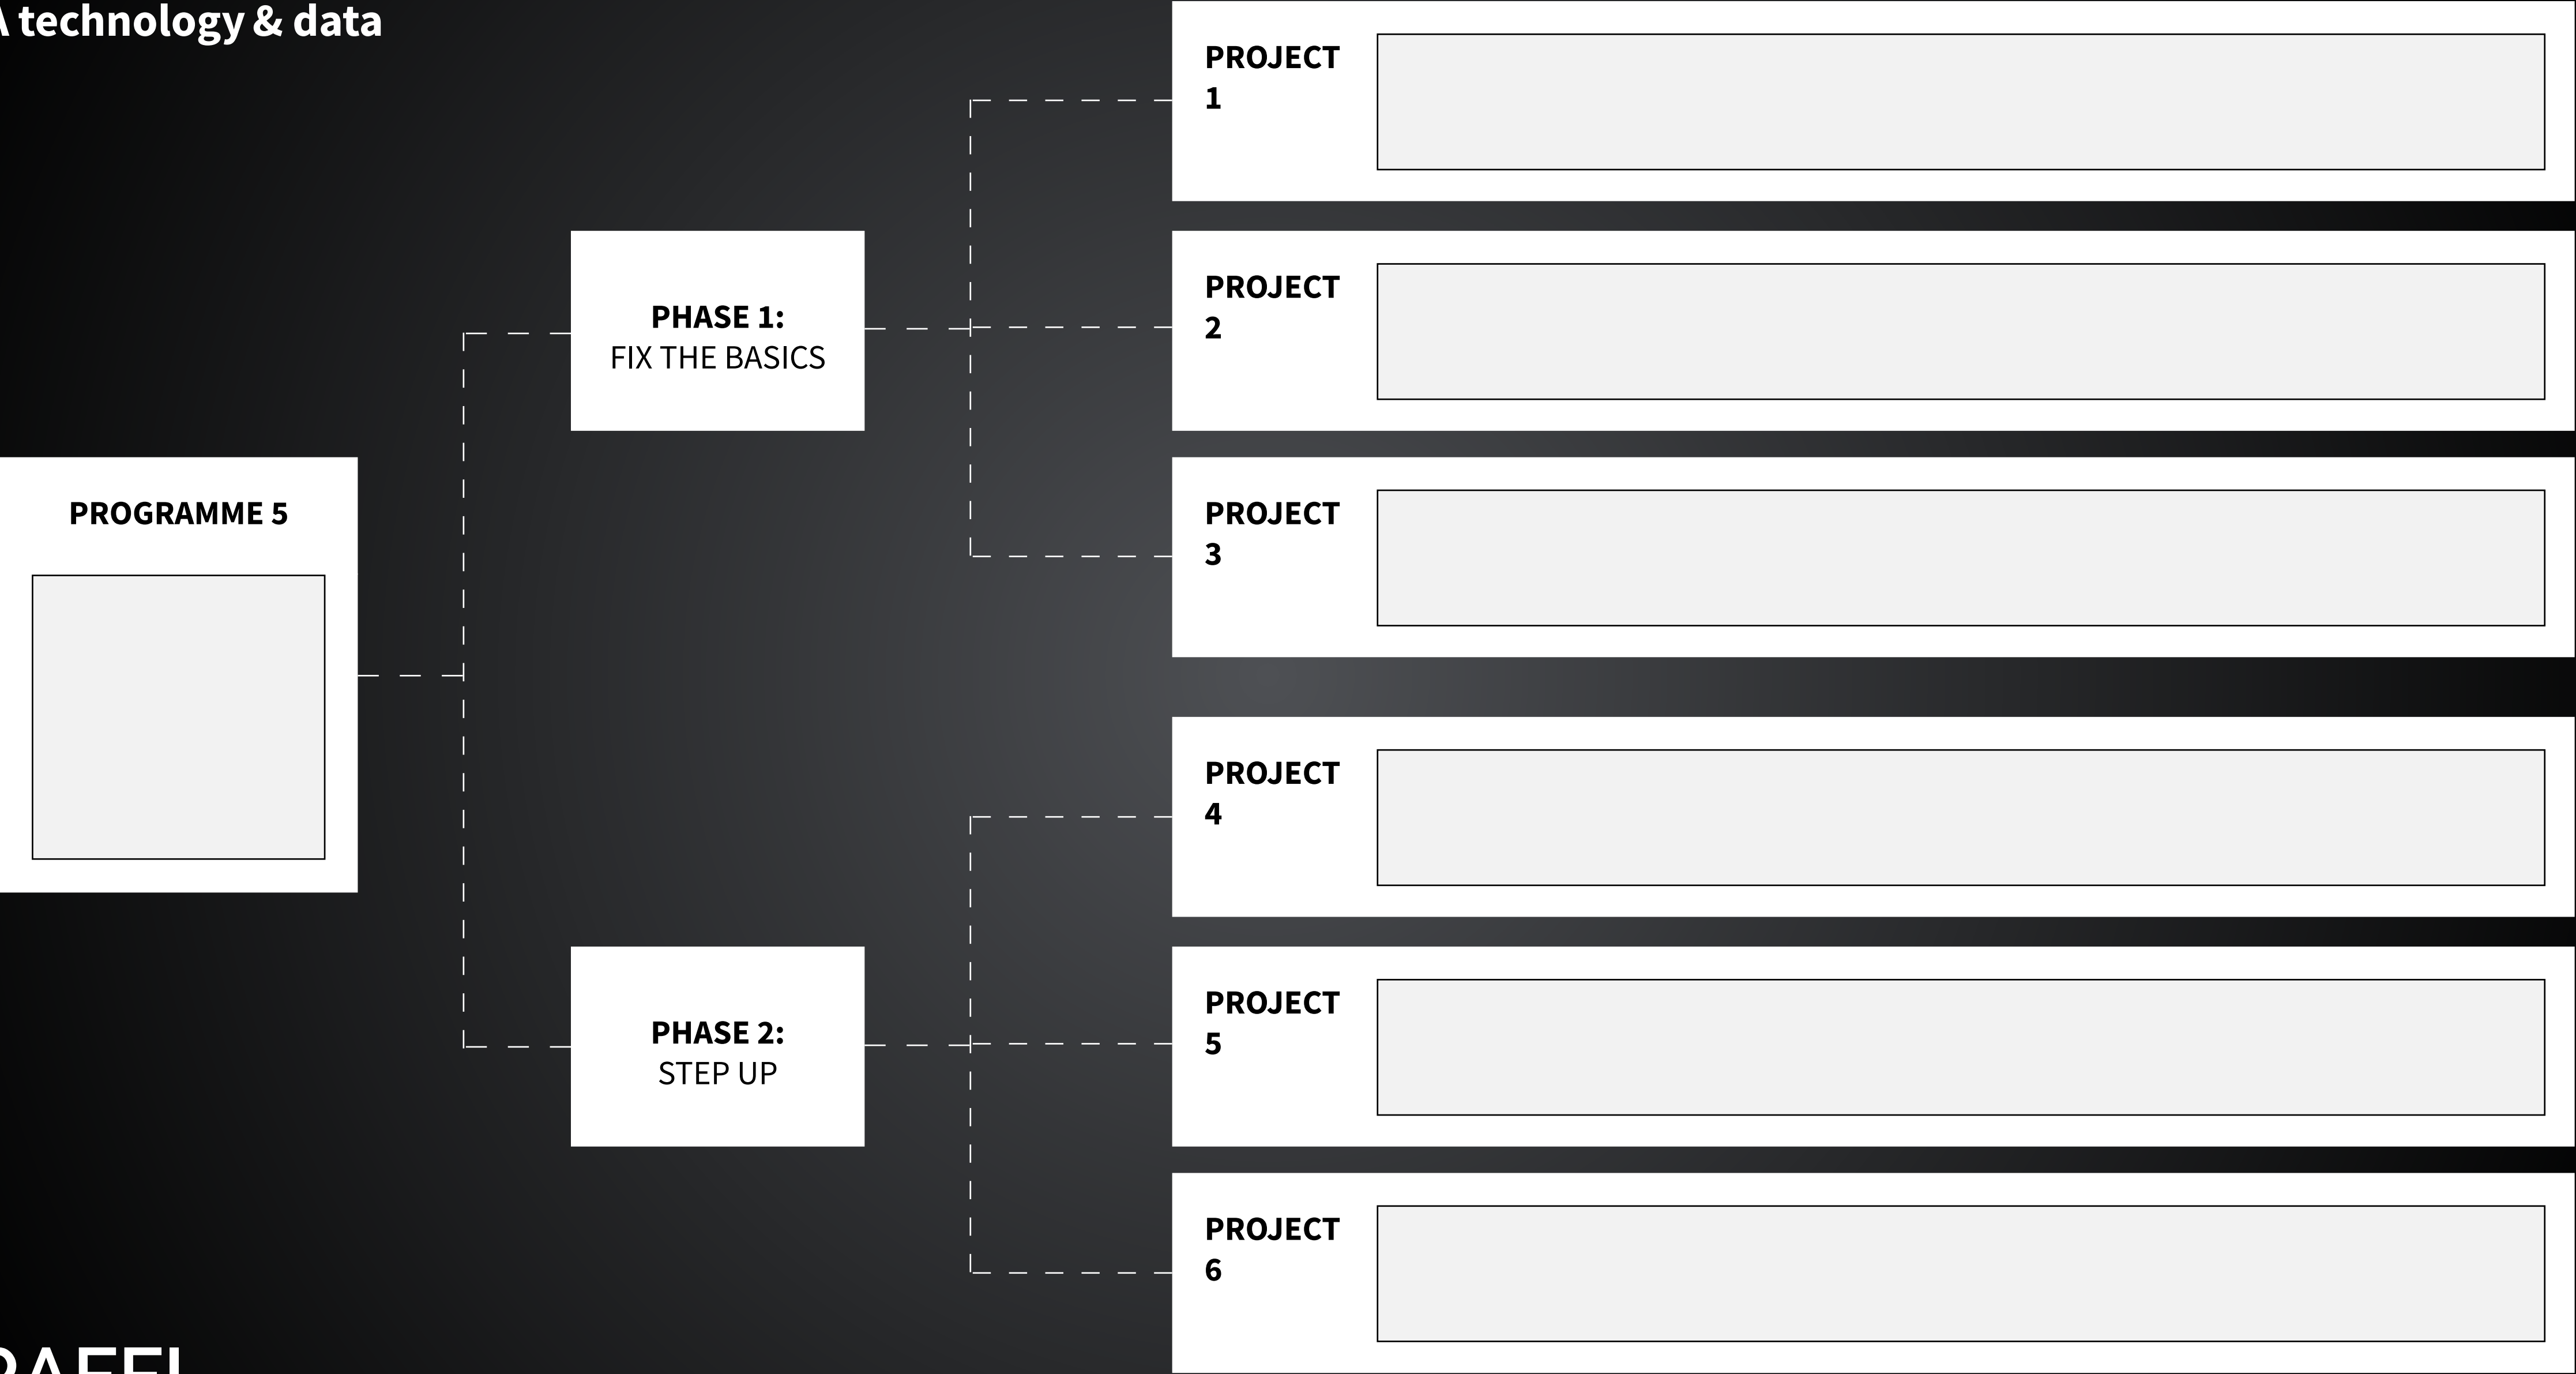 A technology & data
PROJECT
1
PROJECT
2
PHASE 1:
FIX THE BASICS
PROJECT
3
PROGRAMME 5
PROJECT
4
PROJECT
5
PHASE 2:
STEP UP
PROJECT
6